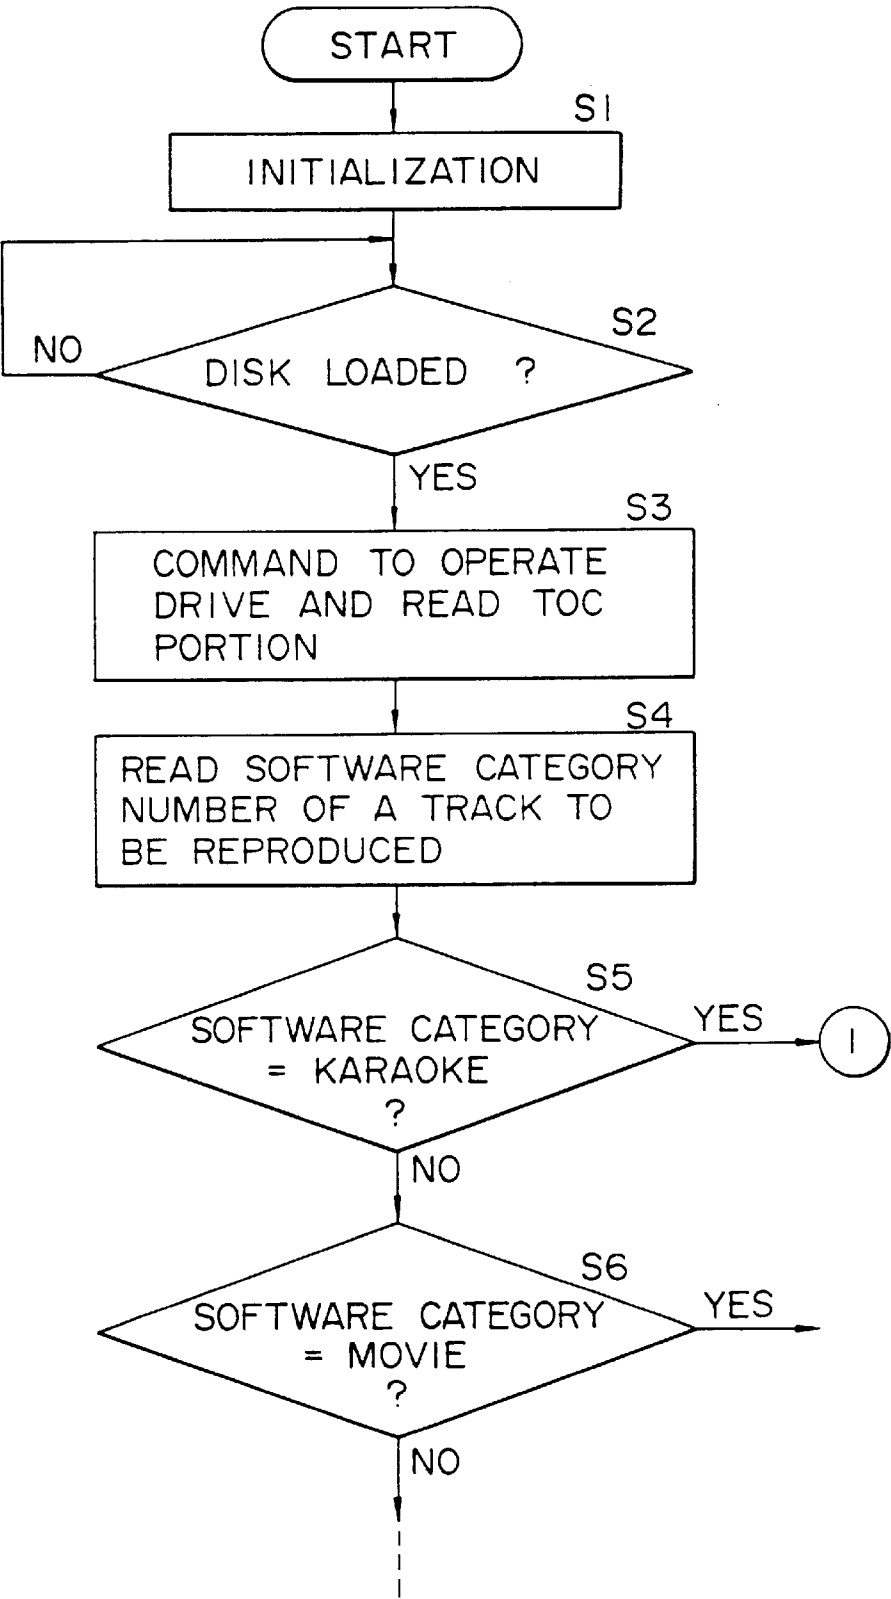 START
S1
INITIALIZATION
S2
NO
DISK LOADED ?
YES
S3
COMMAND TO OPERATE
DRIVE AND READ TOC
PORTION
S4
READ SOFTWARE CATEGORY
NUMBER OF A TRACK TO
BE REPRODUCED
S5
YES
SOFTWARE CATEGORY
= KARAOKE
?
1
NO
S6
YES
SOFTWARE CATEGORY
= MOVIE
?
NO